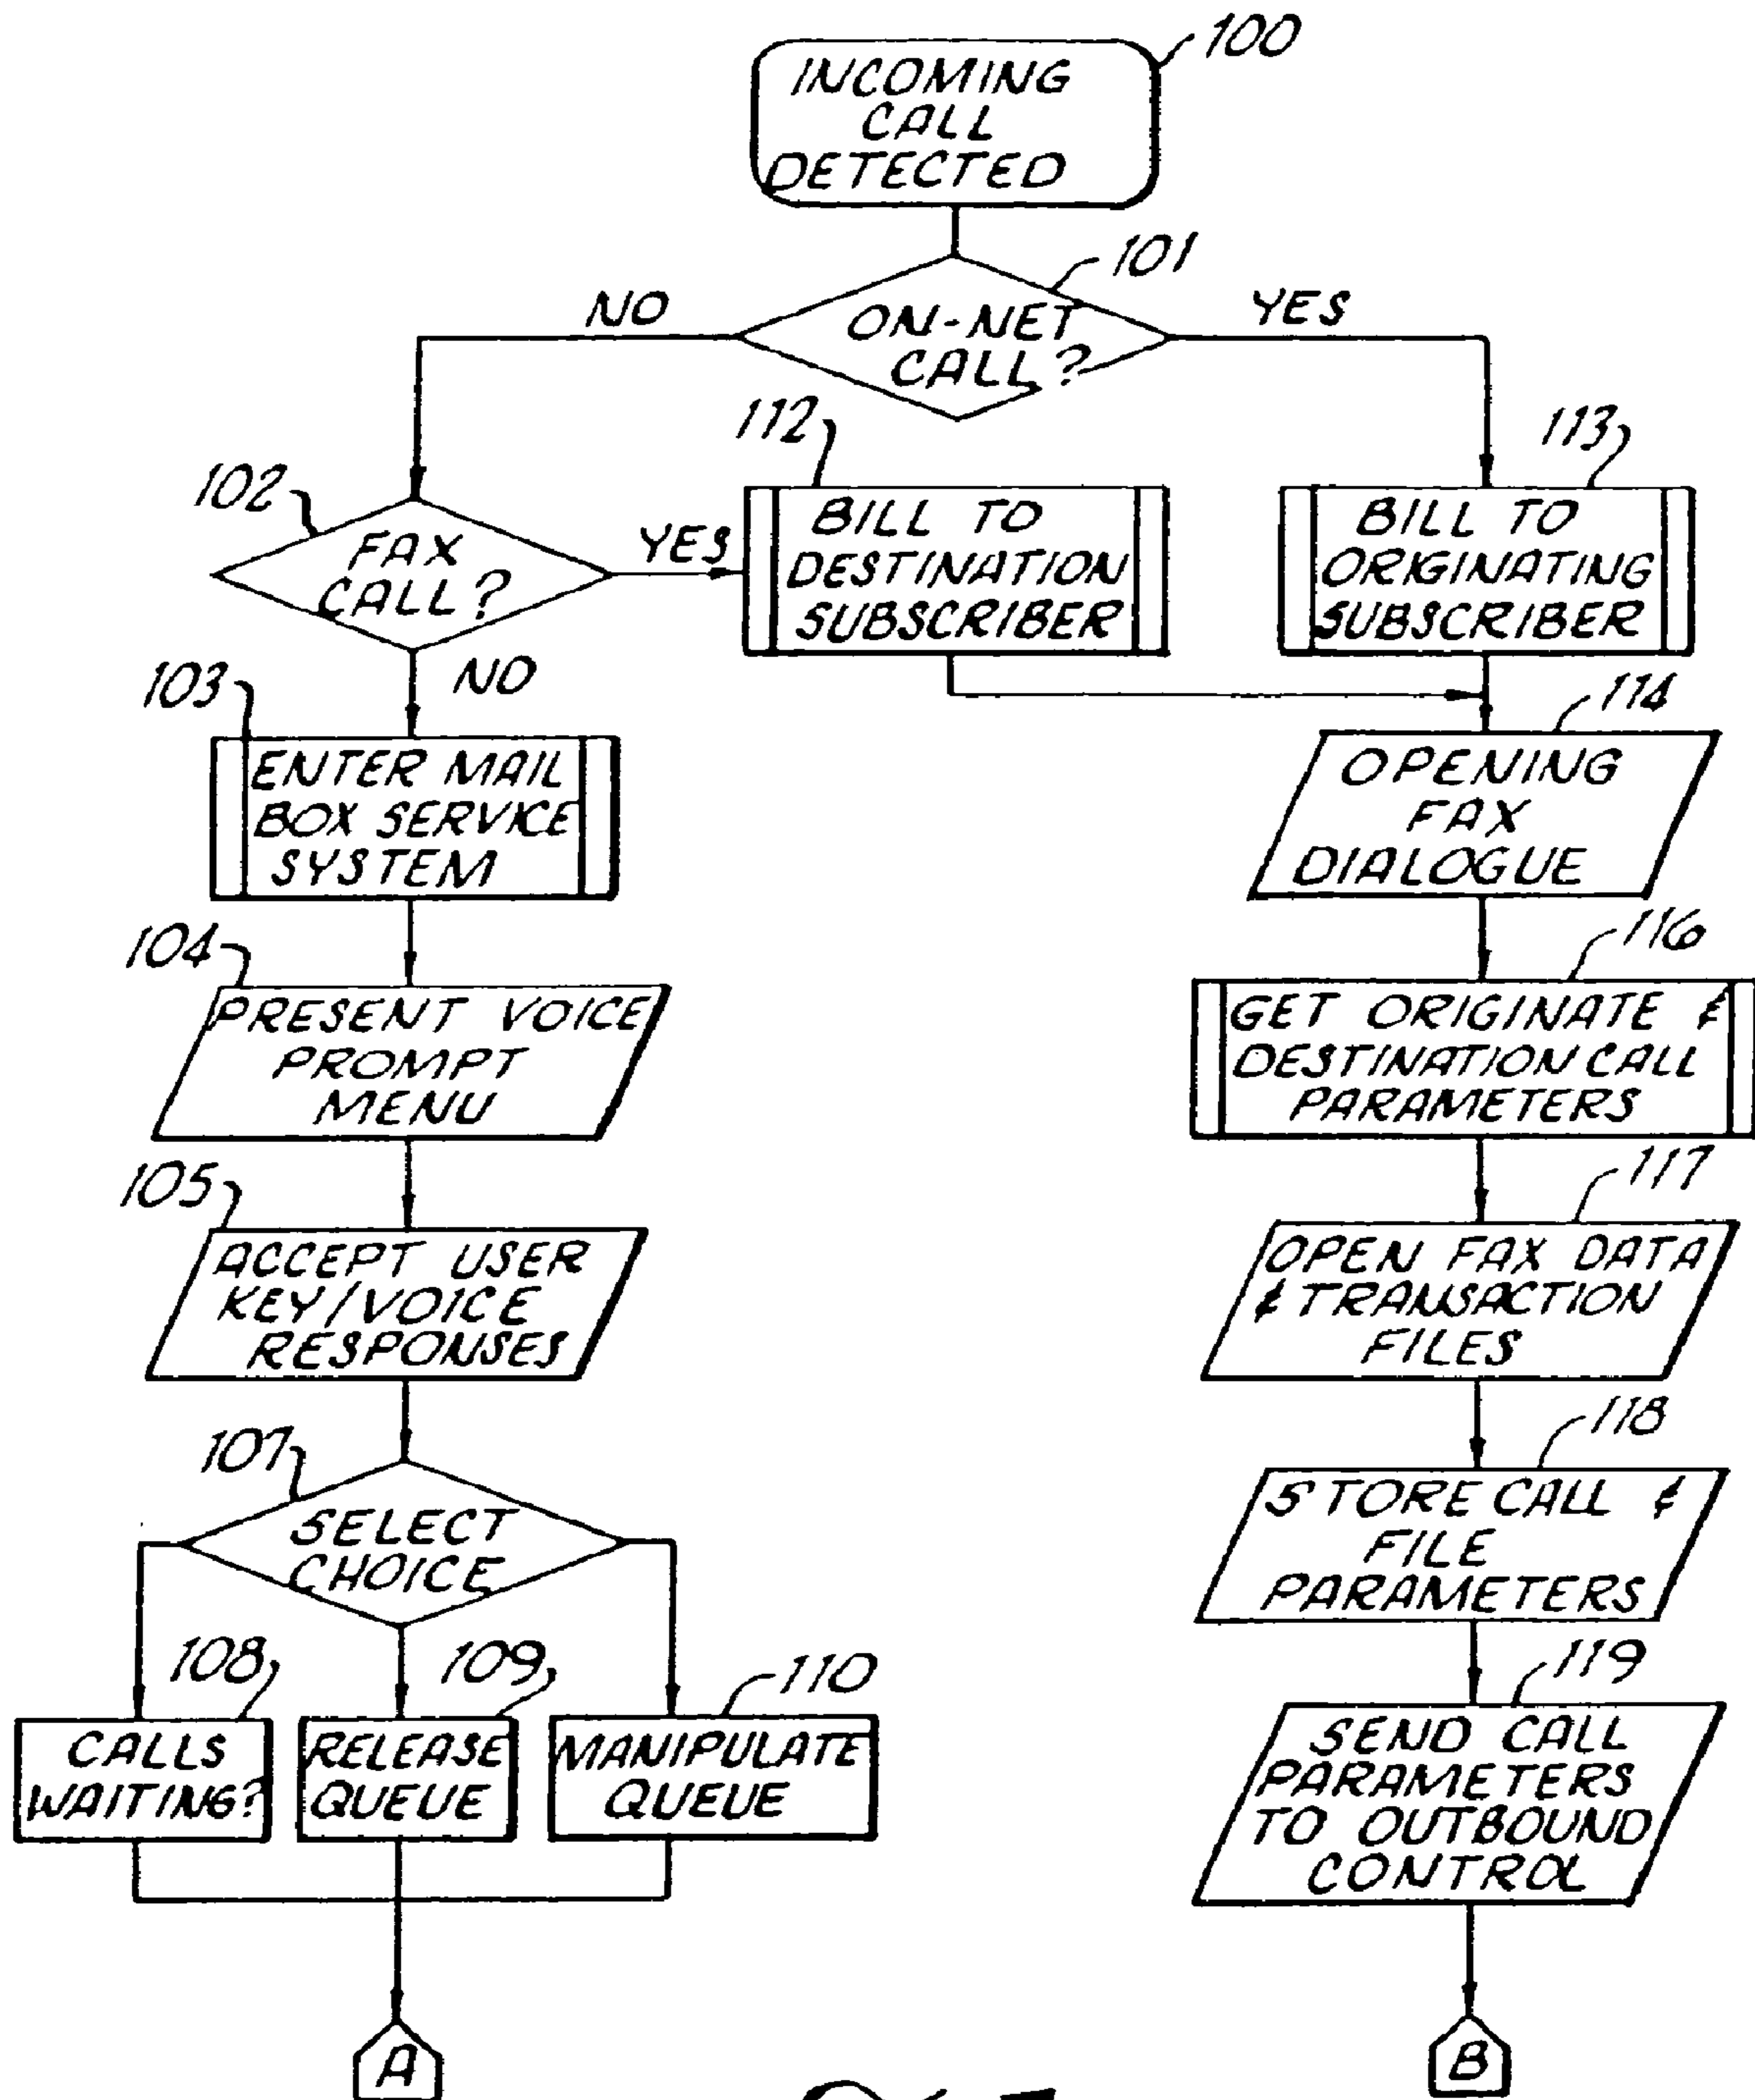 100
INCOMING
CALL
DETECTED
101
NO
ON-NET
CALL?
YES
112
113
102
FAX
CALL?
YES
BILL TO
DESTINATION
SUBSCRIBER
BILL TO
ORIGINATING
SUBSCRIBER
NO
103
ENTER MAIL
BOX SERVICE
SYSTEM
114
OPENING
FAX
DIALOGUE
104
PRESENT VOICE
PROMPT
MENU
116
GET ORIGINATE &
DESTINATION CALL
PARAMETERS
105
ACCEPT USER
KEY/VOICE
RESPONSES
117
OPEN FAX DATA
& TRANSACTION
FILES
107
SELECT
CHOICE
118
STORE CALL &
FILE
PARAMETERS
108
CALLS
WAITING?
109
RELEASE
QUEUE
110
MANIPULATE
QUEUE
119
SEND CALL
PARAMETERS
TO OUTBOUND
CONTROL
A
B